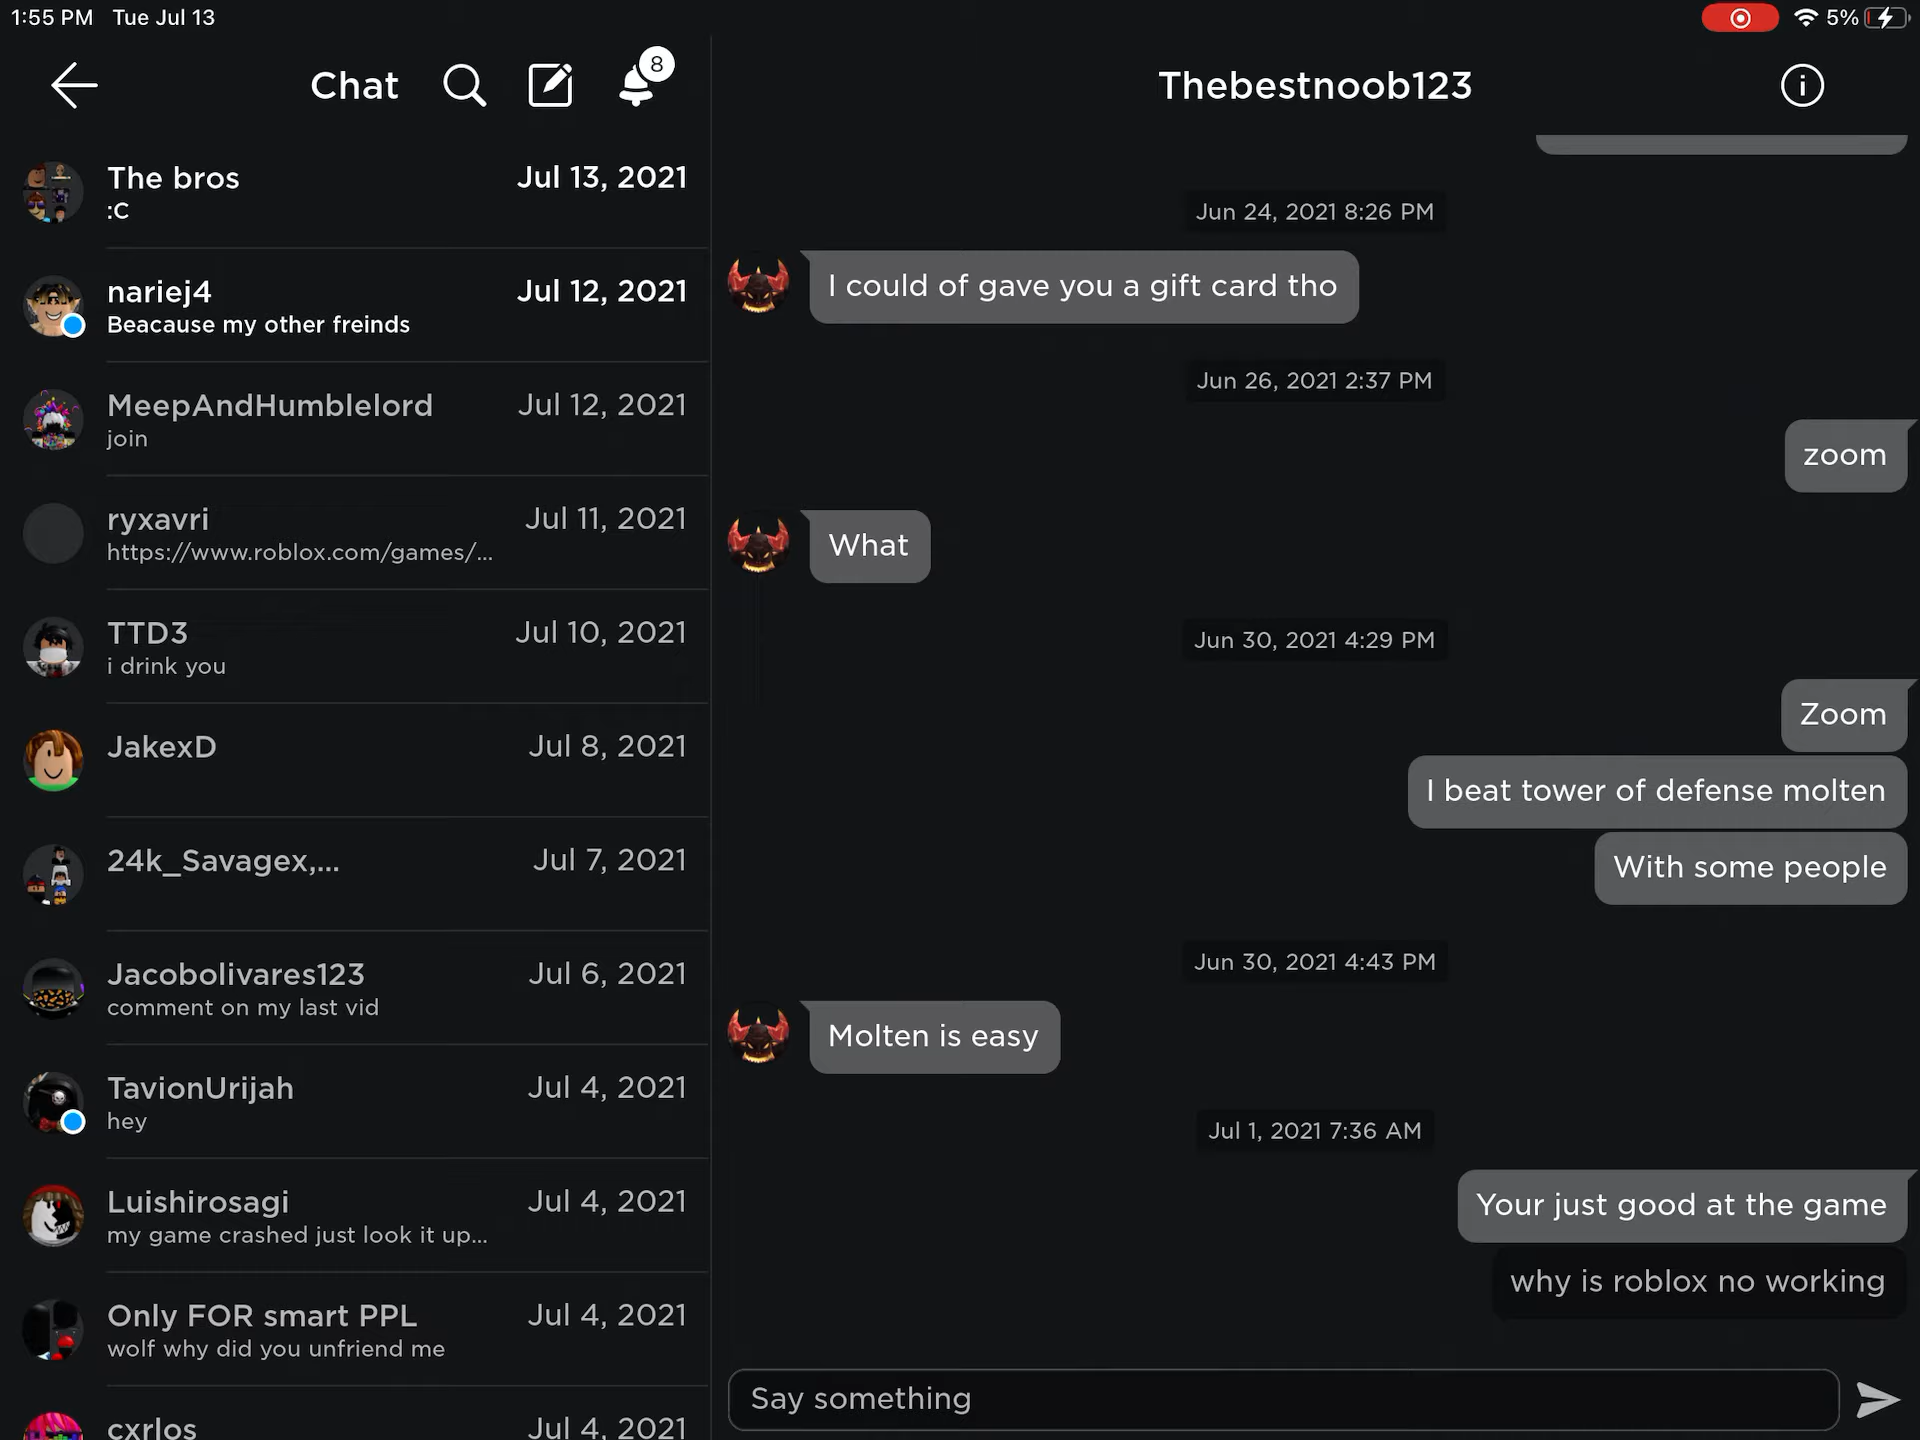 1:55 PM Tue Jul 13
5%
Chat
8
The bros
Jul 13, 2021
:C
nariej4
Jul 12, 2021
Beacause my other freinds
MeepAndHumblelord
Jul 12, 2021
join
ryxavri
Jul 11, 2021
https://www.roblox.com/games/...
TTD3
Jul 10, 2021
i drink you
JakexD
Jul 8, 2021
24k_Savagex,...
Jul 7, 2021
Jacobolivares123
Jul 6, 2021
comment on my last vid
TavionUrijah
Jul 4, 2021
hey
Luishirosagi
Jul 4, 2021
my game crashed just look it up...
Only FOR smart PPL
Jul 4, 2021
wolf why did you unfriend me
cxrlos
Jul 4, 2021
Thebestnoob123
Jun 24, 2021 8:26 PM
I could of gave you a gift card tho
Jun 26, 2021 2:37 PM
zoom
What
Jun 30, 2021 4:29 PM
Zoom
I beat tower of defense molten
With some people
Jun 30, 2021 4:43 PM
Molten is easy
Jul 1, 2021 7:36 AM
Your just good at the game
why is roblox no working
Say something